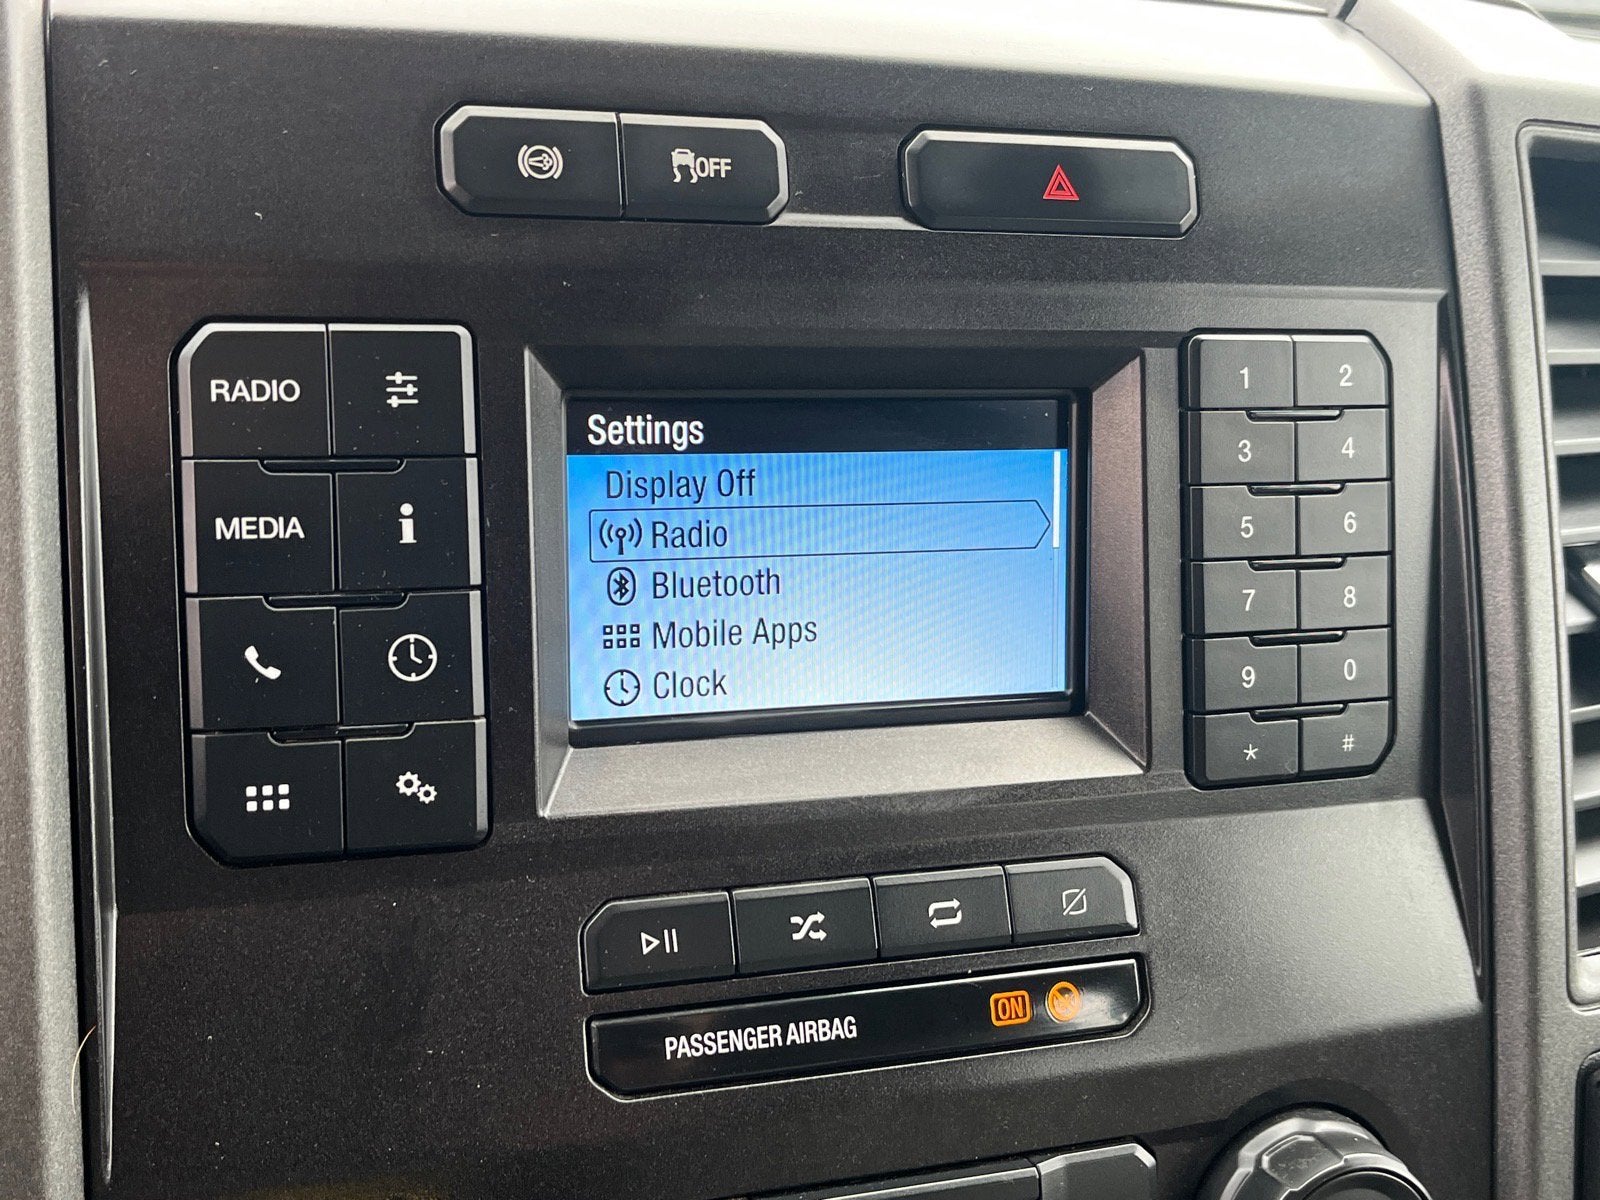 OFF
RADIO
MEDIA
Settings
Display Off
Radio
Bluetooth
Mobile Apps
Clock
1 2
3 4
5 6
7 8
9 0
* #
PASSENGER AIRBAG ON